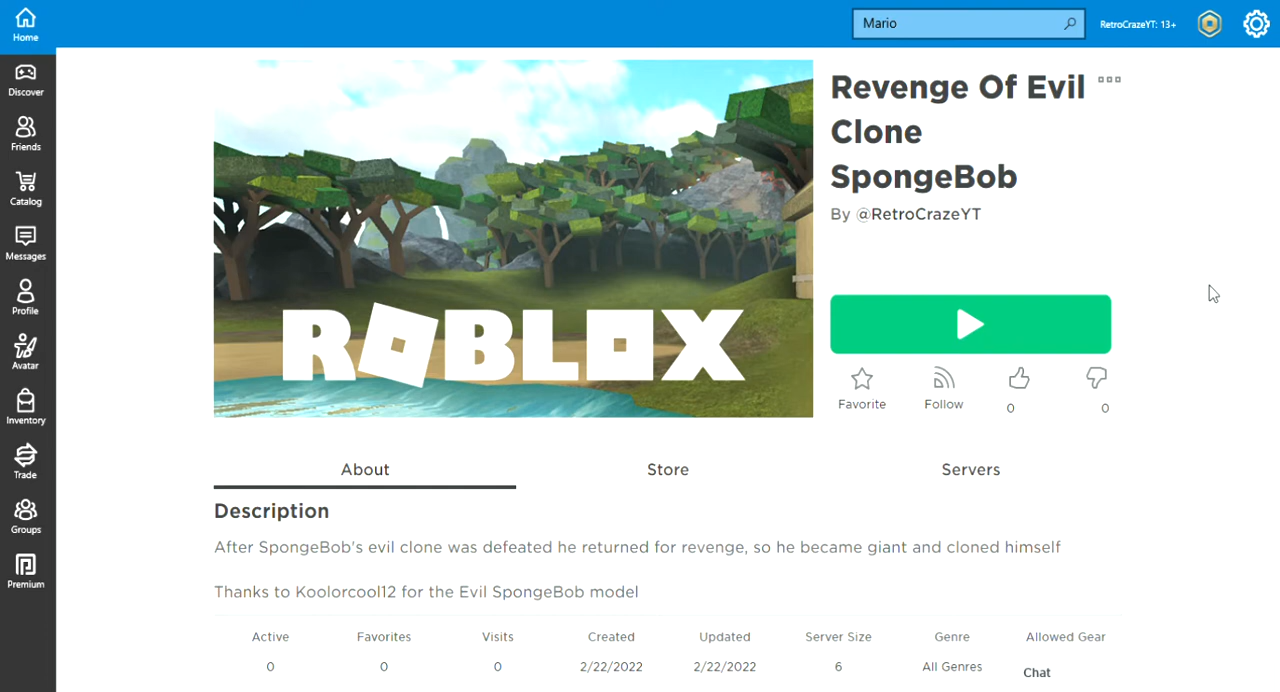 Home
Mario
RetroCrazeYT: 13+
Discover
Friends
Catalog
Messages
Profile
Avatar
Inventory
Trade
Groups
Premium
ROBLOX
Revenge Of Evil
Clone
SpongeBob
By @RetroCrazeYT
Favorite
Follow
0
0
About
Store
Servers
Description
After SpongeBob's evil clone was defeated he returned for revenge, so he became giant and cloned himself
Thanks to Koolorcool12 for the Evil SpongeBob model
Active Favorites Visits Created Updated Server Size Genre Allowed Gear
0 0 0 2/22/2022 2/22/2022 6 All Genres
Chat